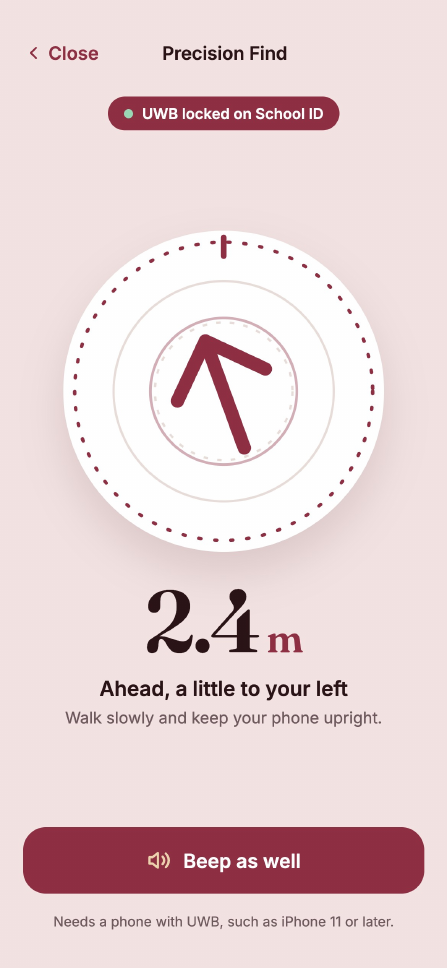 Close
Precision Find
UWB locked on School ID
2.4 m
Ahead, a little to your left
Walk slowly and keep your phone upright.
Beep as well
Needs a phone with UWB, such as iPhone 11 or later.